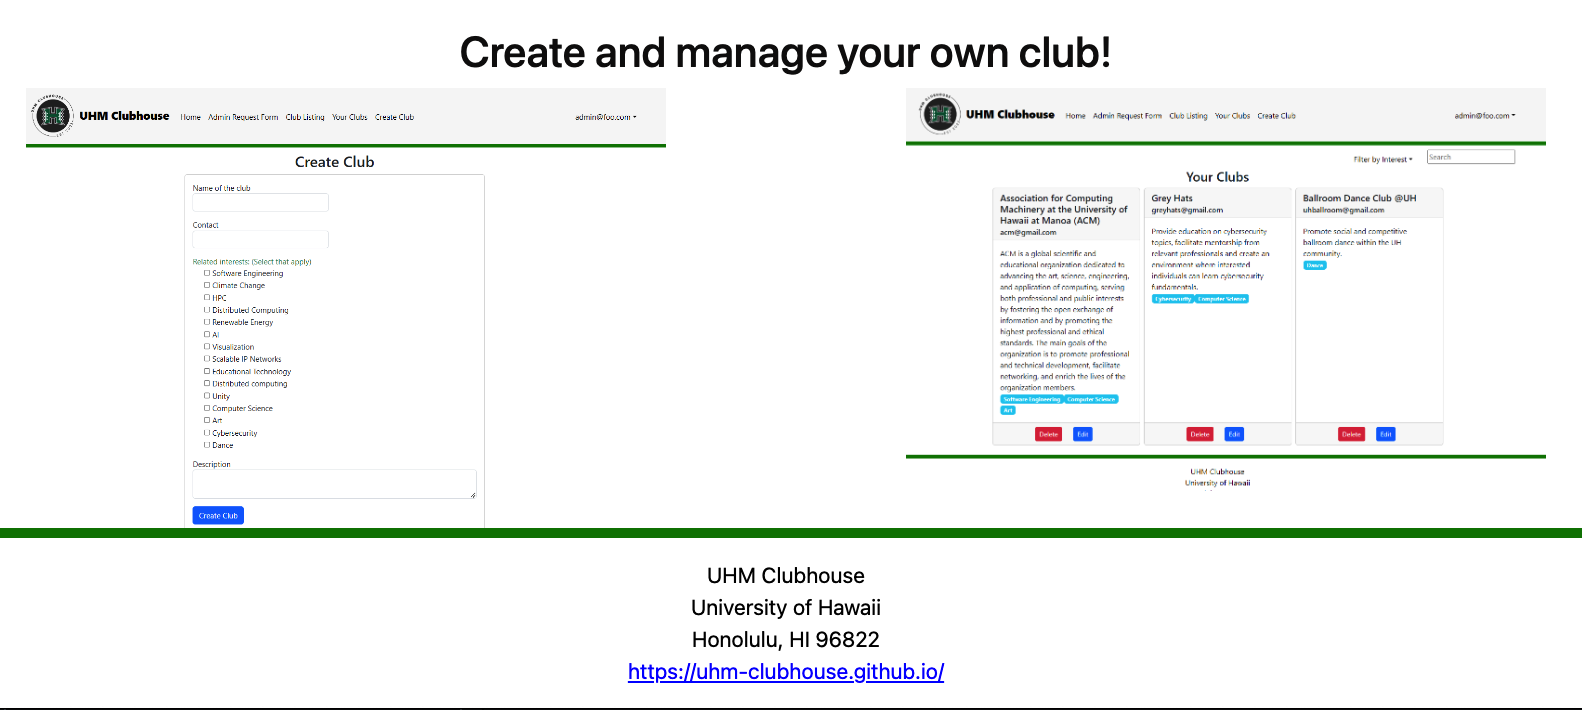 Create and manage your own club!
UHM Clubhouse Home Admin Request Form Club Listing Your Clubs Create Club admin@foo.com
Create Club
Name of the club
Contact
Related interests: (Select that apply)
Software Engineering
Climate Change
HPC
Distributed Computing
Renewable Energy
AI
Visualization
Scalable IP Networks
Educational Technology
Distributed computing
Unity
Computer Science
Art
Cybersecurity
Dance
Description
Create Club
UHM Clubhouse Home Admin Request Form Club Listing Your Clubs Create Club admin@foo.com
Filter by Interest Search
Your Clubs
Association for Computing
Machinery at the University of
Hawaii at Manoa (ACM)
acm@gmail.com
ACM is a global scientific and
educational organization dedicated to
advancing the art, science, engineering,
and application of computing, serving
both professional and public interests
by fostering the open exchange of
information and by promoting the
highest professional and ethical
standards. The main goals of the
organization is to promote professional
and technical development, facilitate
networking, and enrich the lives of the
organization members.
Software Engineering Computer Science
Art
Delete Edit
Grey Hats
greyhats@gmail.com
Provide education on cybersecurity
topics, facilitate mentorship from
relevant professionals and create an
environment where interested
individuals can learn cybersecurity
fundamentals.
Cybersecurity Computer Science
Delete Edit
Ballroom Dance Club @UH
uhballroom@gmail.com
Promote social and competitive
ballroom dance within the UH
community.
Dance
Delete Edit
UHM Clubhouse
University of Hawaii
UHM Clubhouse
University of Hawaii
Honolulu, HI 96822
https://uhm-clubhouse.github.io/